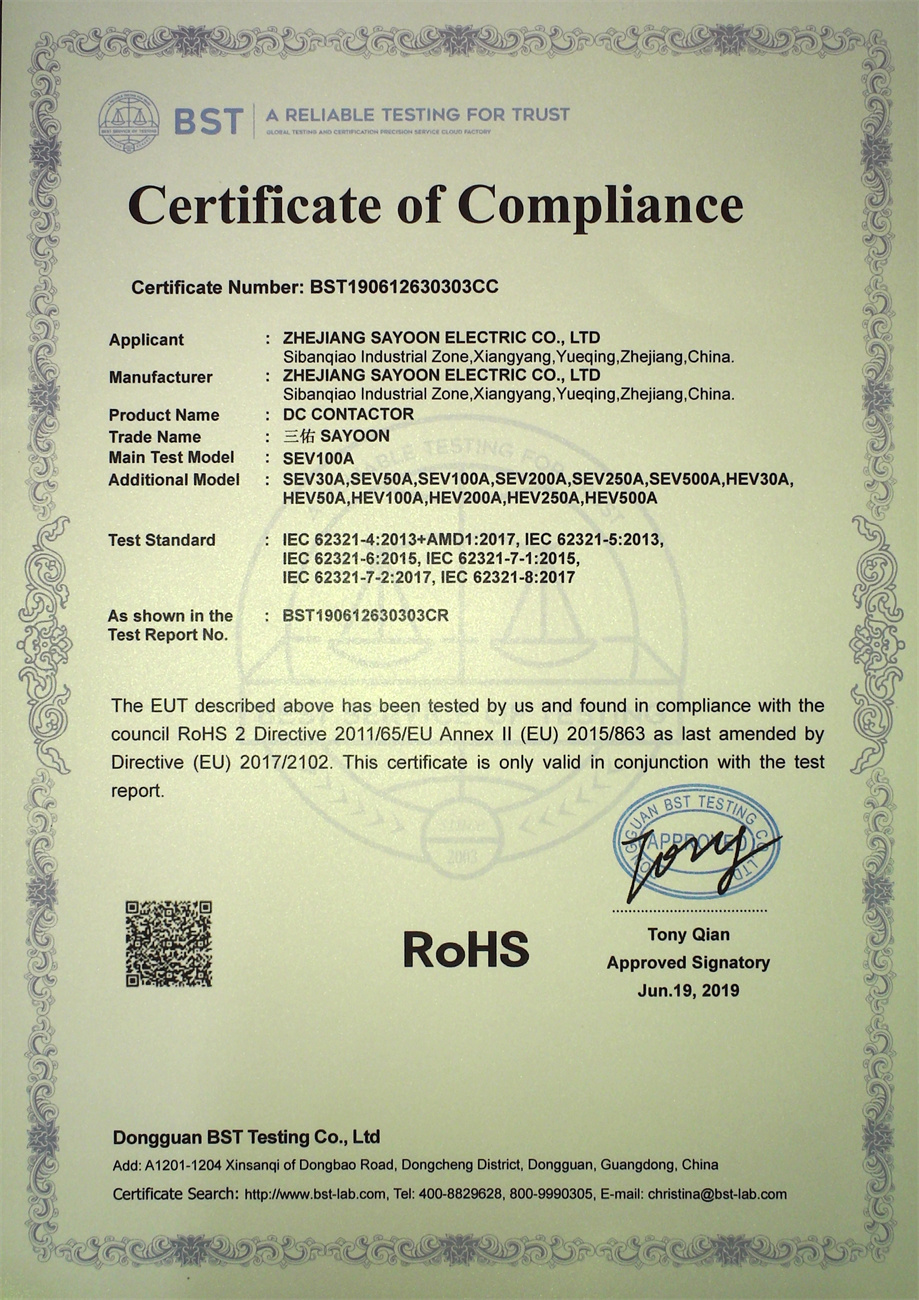 BST A RELIABLE TESTING FOR TRUST
GLOBAL TESTING AND CERTIFICATION PRECISION SERVICE CLOUD FACTORY
Certificate of Compliance
Certificate Number: BST190612630303CC
Applicant : ZHEJIANG SAYOON ELECTRIC CO., LTD
Sibanqiao Industrial Zone,Xiangyang,Yueqing,Zhejiang,China.
Manufacturer : ZHEJIANG SAYOON ELECTRIC CO., LTD
Sibanqiao Industrial Zone,Xiangyang,Yueqing,Zhejiang,China.
Product Name : DC CONTACTOR
Trade Name : 三佑 SAYOON
Main Test Model : SEV100A
Additional Model : SEV30A,SEV50A,SEV100A,SEV200A,SEV250A,SEV500A,HEV30A,
HEV50A,HEV100A,HEV200A,HEV250A,HEV500A
Test Standard : IEC 62321-4:2013+AMD1:2017, IEC 62321-5:2013,
IEC 62321-6:2015, IEC 62321-7-1:2015,
IEC 62321-7-2:2017, IEC 62321-8:2017
As shown in the : BST190612630303CR
Test Report No.
The EUT described above has been tested by us and found in compliance with the
council RoHS 2 Directive 2011/65/EU Annex II (EU) 2015/863 as last amended by
Directive (EU) 2017/2102. This certificate is only valid in conjunction with the test
report.
SINCE
2003
BST TESTING
APPROVED
Tony
RoHS
Tony Qian
Approved Signatory
Jun.19, 2019
Dongguan BST Testing Co., Ltd
Add: A1201-1204 Xinsanqi of Dongbao Road, Dongcheng District, Dongguan, Guangdong, China
Certificate Search: http://www.bst-lab.com, Tel: 400-8829628, 800-9990305, E-mail: christina@bst-lab.com